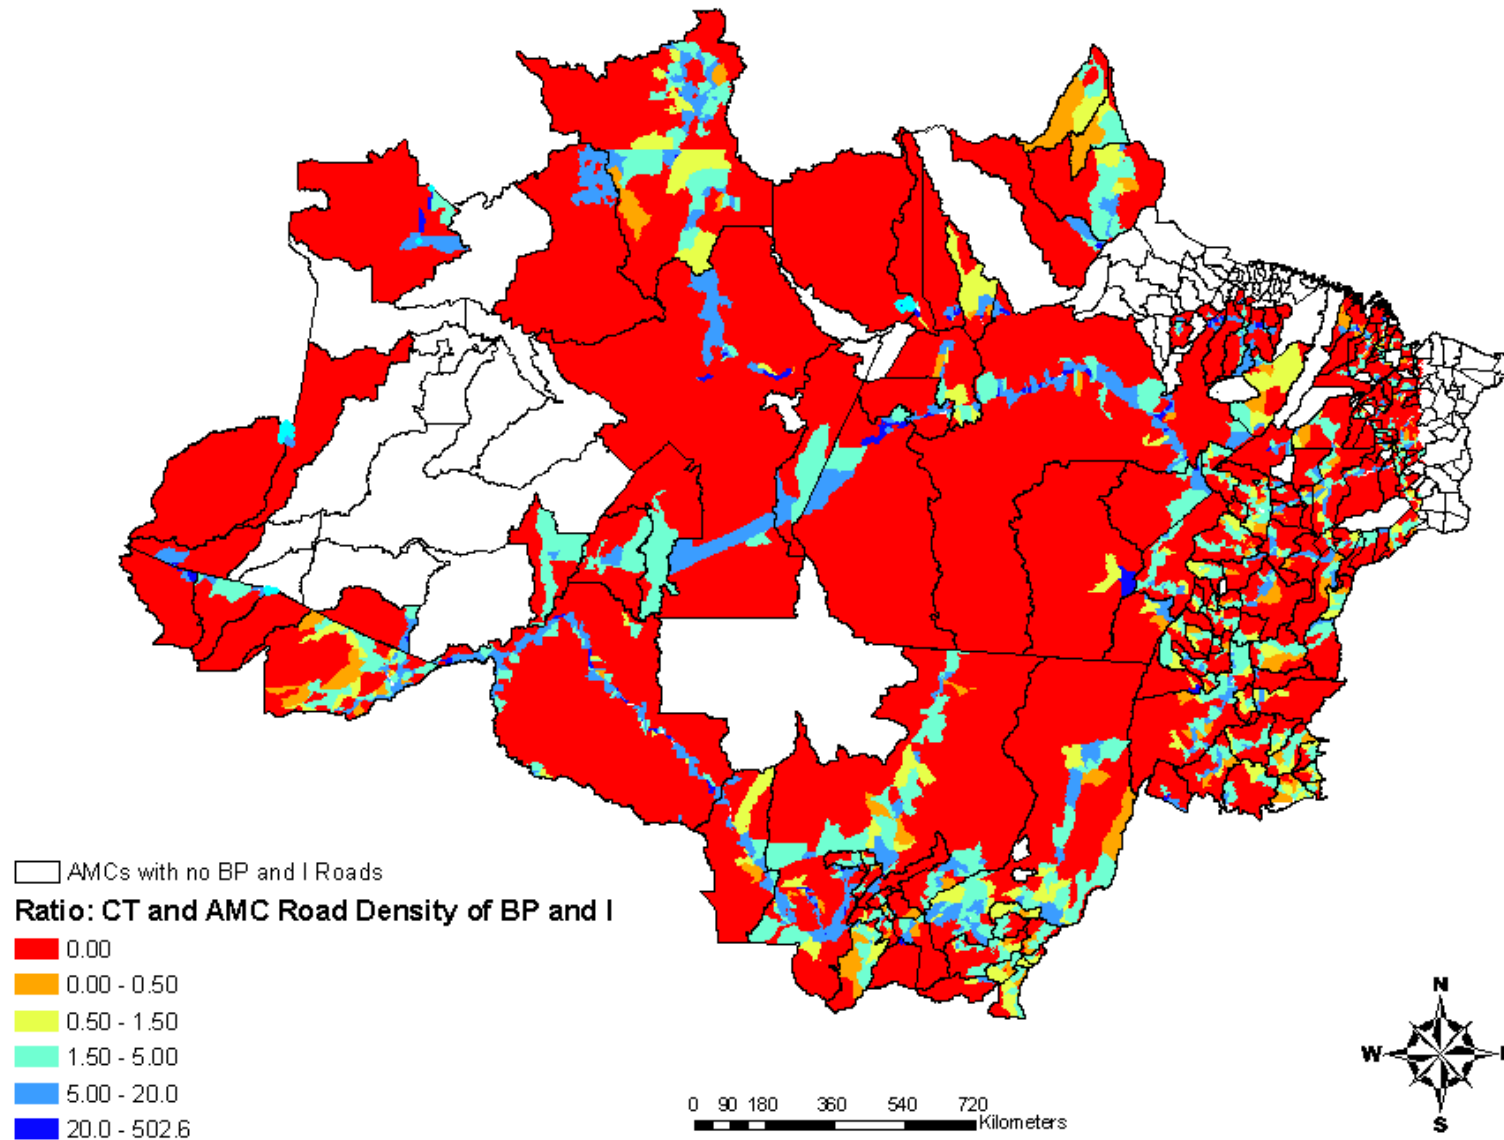 AMCs with no BP and I Roads
Ratio: CT and AMC Road Density of BP and I
0.00
0.00 - 0.50
0.50 - 1.50
1.50 - 5.00
5.00 - 20.0
20.0 - 502.6
0 90 180 360 540 720
Kilometers
N
W
S